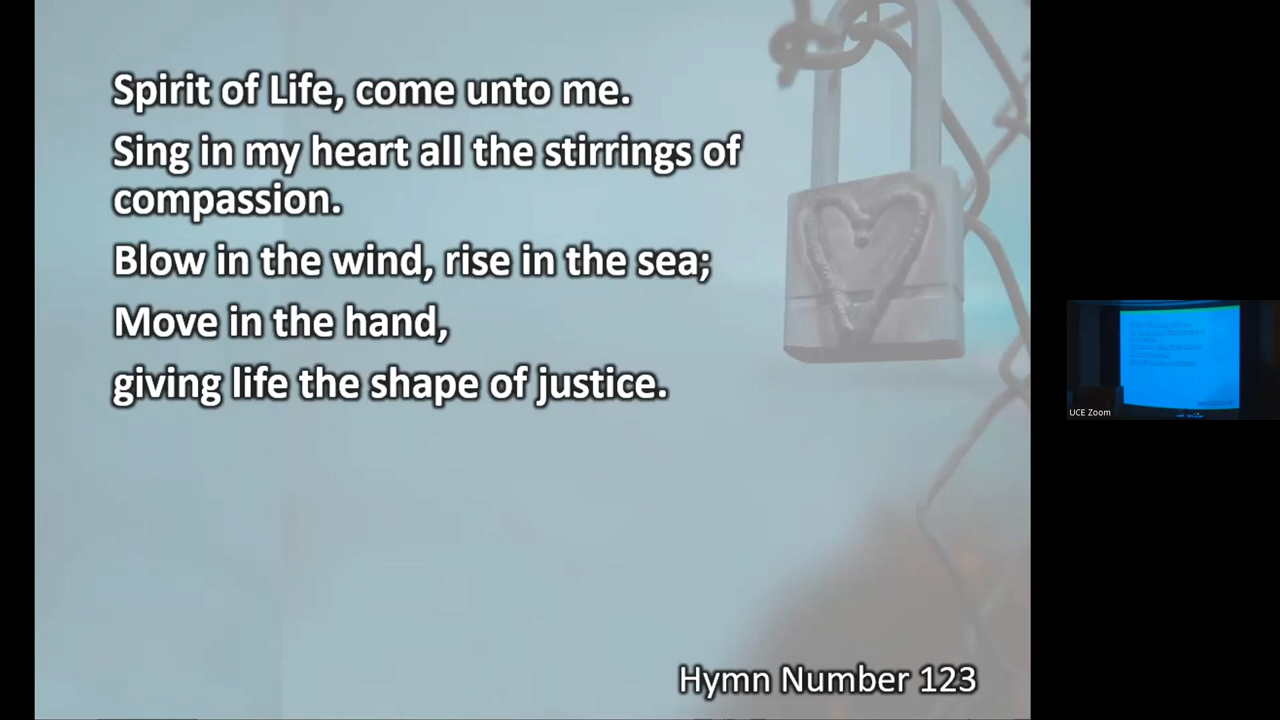 Spirit of Life, come unto me.
Sing in my heart all the stirrings of
compassion.
Blow in the wind, rise in the sea;
Move in the hand,
giving life the shape of justice.
Hymn Number 123
UCE Zoom